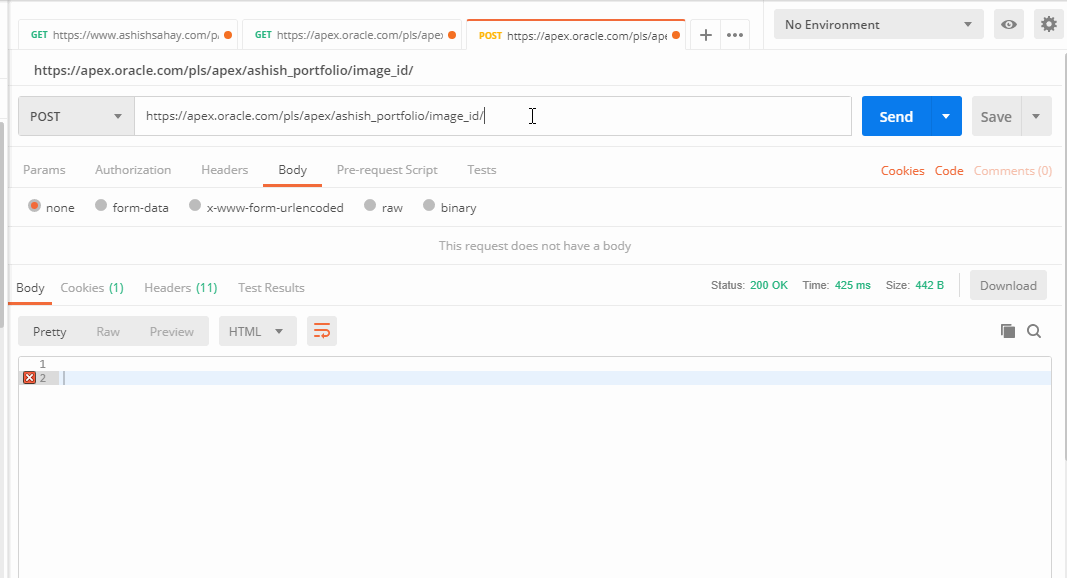 GET https://www.ashishsahay.com/p
GET https://apex.oracle.com/pls/apex
POST https://apex.oracle.com/pls/ape
No Environment
https://apex.oracle.com/pls/apex/ashish_portfolio/image_id/
POST https://apex.oracle.com/pls/apex/ashish_portfolio/image_id/ Send Save
Params Authorization Headers Body Pre-request Script Tests Cookies Code Comments (0)
none form-data x-www-form-urlencoded raw binary
This request does not have a body
Body Cookies (1) Headers (11) Test Results Status: 200 OK Time: 425 ms Size: 442 B Download
Pretty Raw Preview HTML
1
2